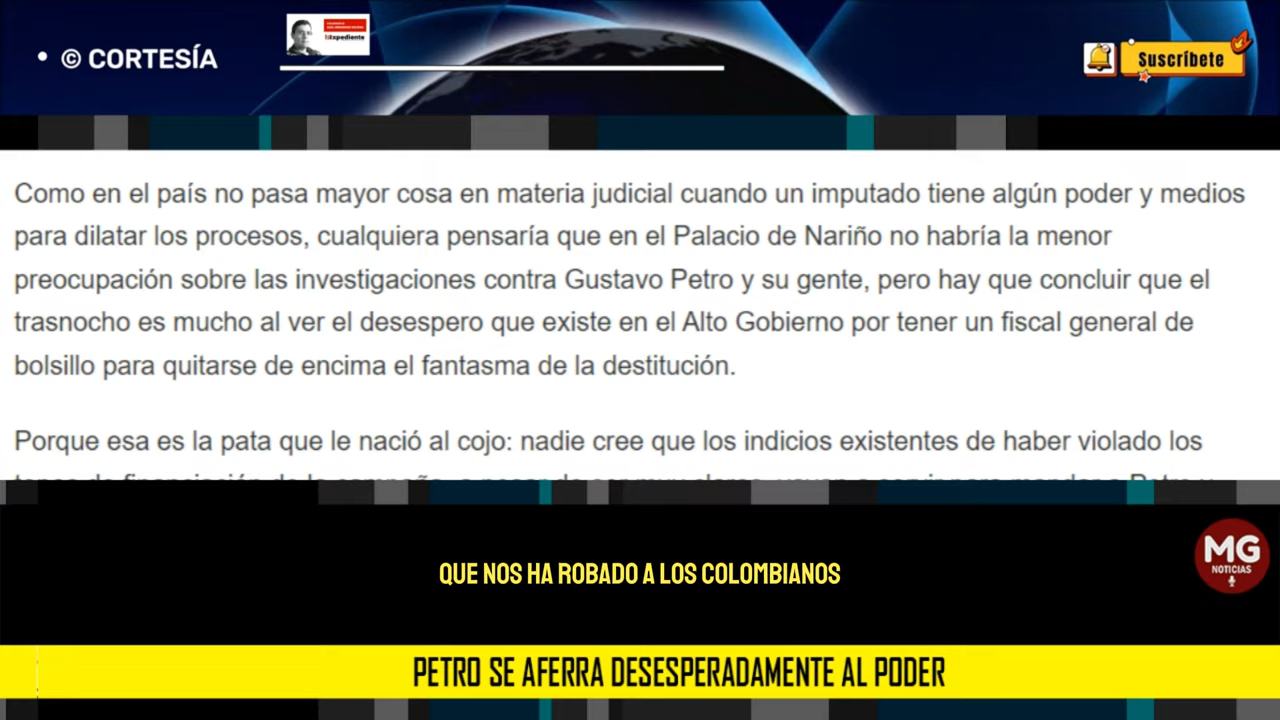 © CORTESÍA
Expediente
Suscríbete
Como en el país no pasa mayor cosa en materia judicial cuando un imputado tiene algún poder y medios
para dilatar los procesos, cualquiera pensaría que en el Palacio de Nariño no habría la menor
preocupación sobre las investigaciones contra Gustavo Petro y su gente, pero hay que concluir que el
trasnocho es mucho al ver el desespero que existe en el Alto Gobierno por tener un fiscal general de
bolsillo para quitarse de encima el fantasma de la destitución.
Porque esa es la pata que le nació al cojo: nadie cree que los indicios existentes de haber violado los
QUE NOS HA ROBADO A LOS COLOMBIANOS
MG
NOTICIAS
PETRO SE AFERRA DESESPERADAMENTE AL PODER